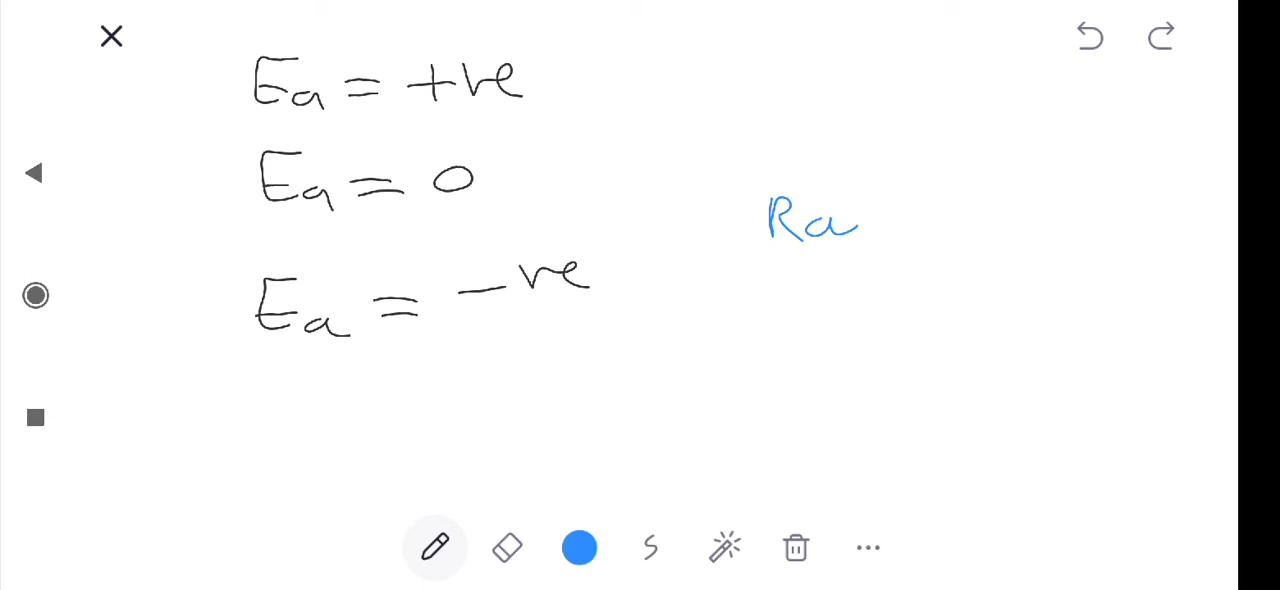 Ea = +ve
Ea = 0
Ra
Ea = -ve